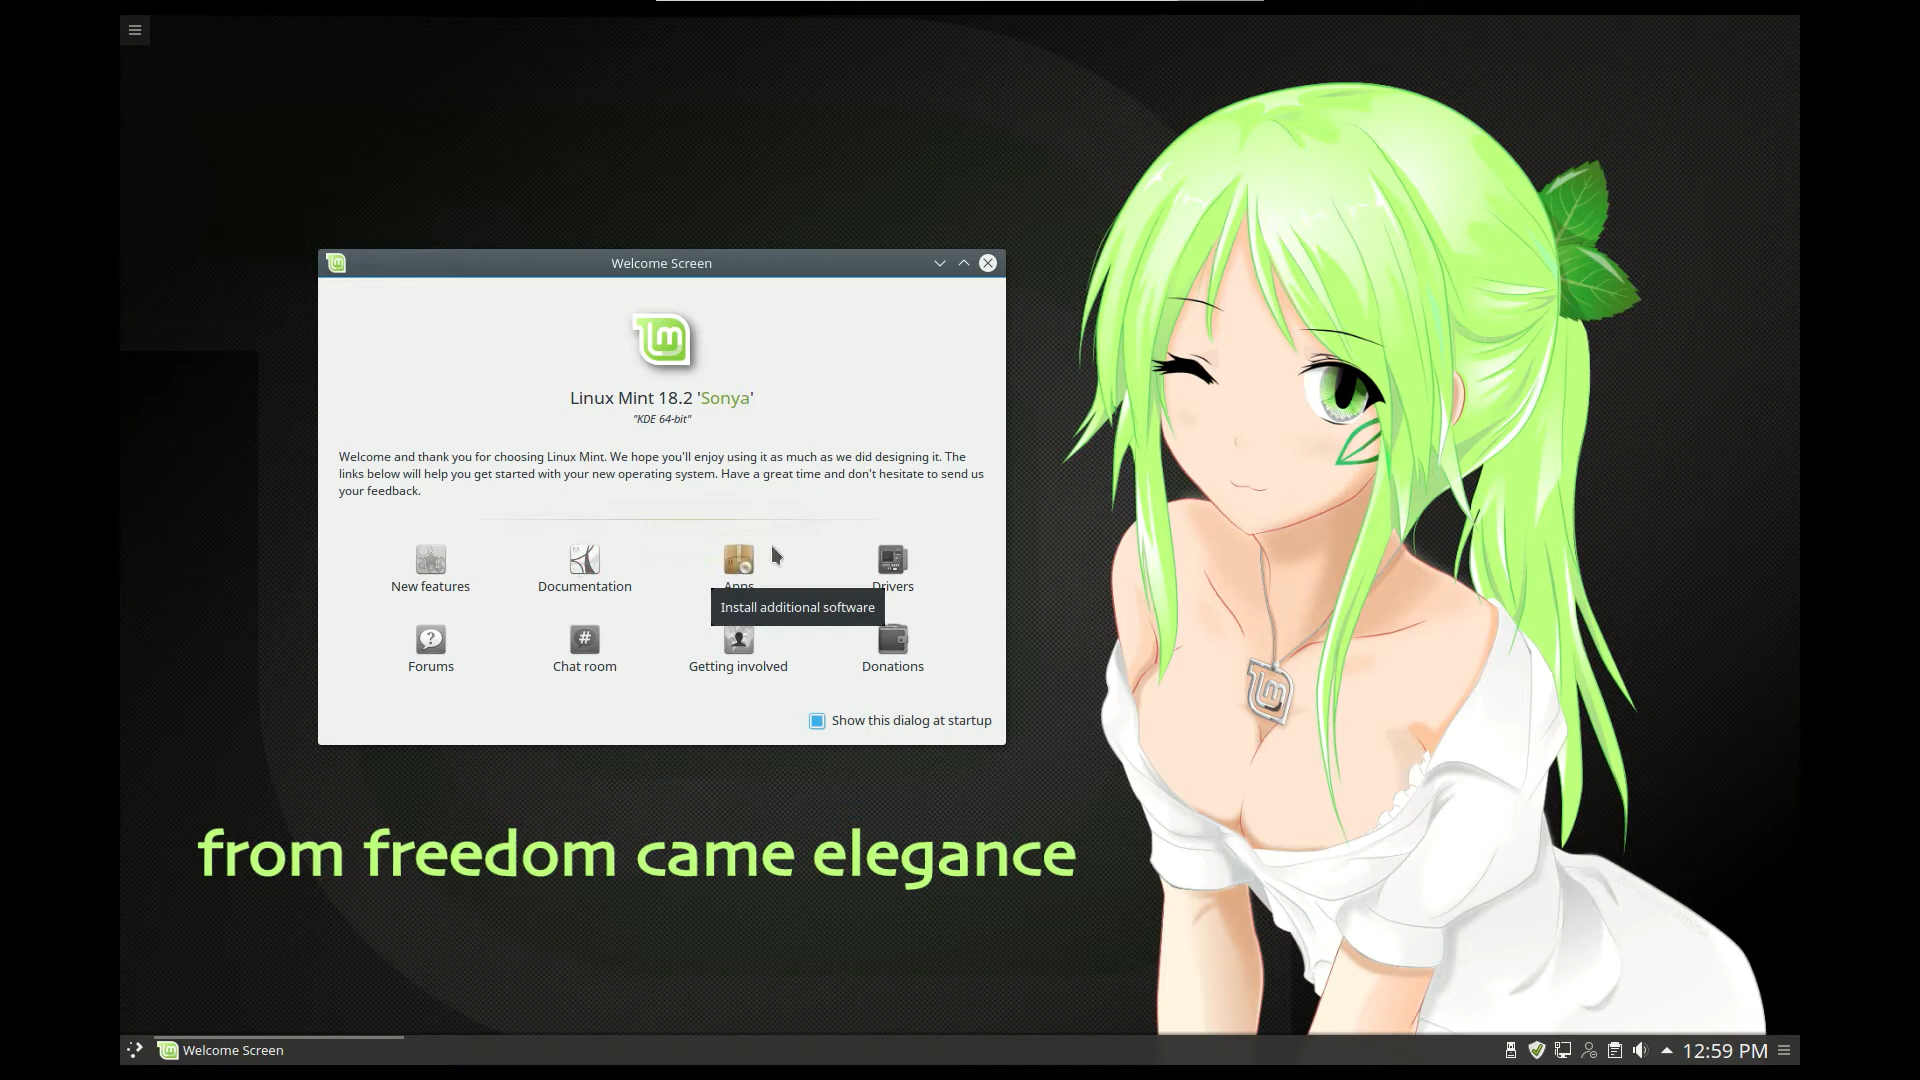 Welcome Screen
Linux Mint 18.2 'Sonya'
"KDE 64-bit"
Welcome and thank you for choosing Linux Mint. We hope you'll enjoy using it as much as we did designing it. The
links below will help you get started with your new operating system. Have a great time and don't hesitate to send us
your feedback.
New features
Documentation
Apps
Drivers
Install additional software
Forums
Chat room
Getting involved
Donations
Show this dialog at startup
from freedom came elegance
Welcome Screen
12:59 PM